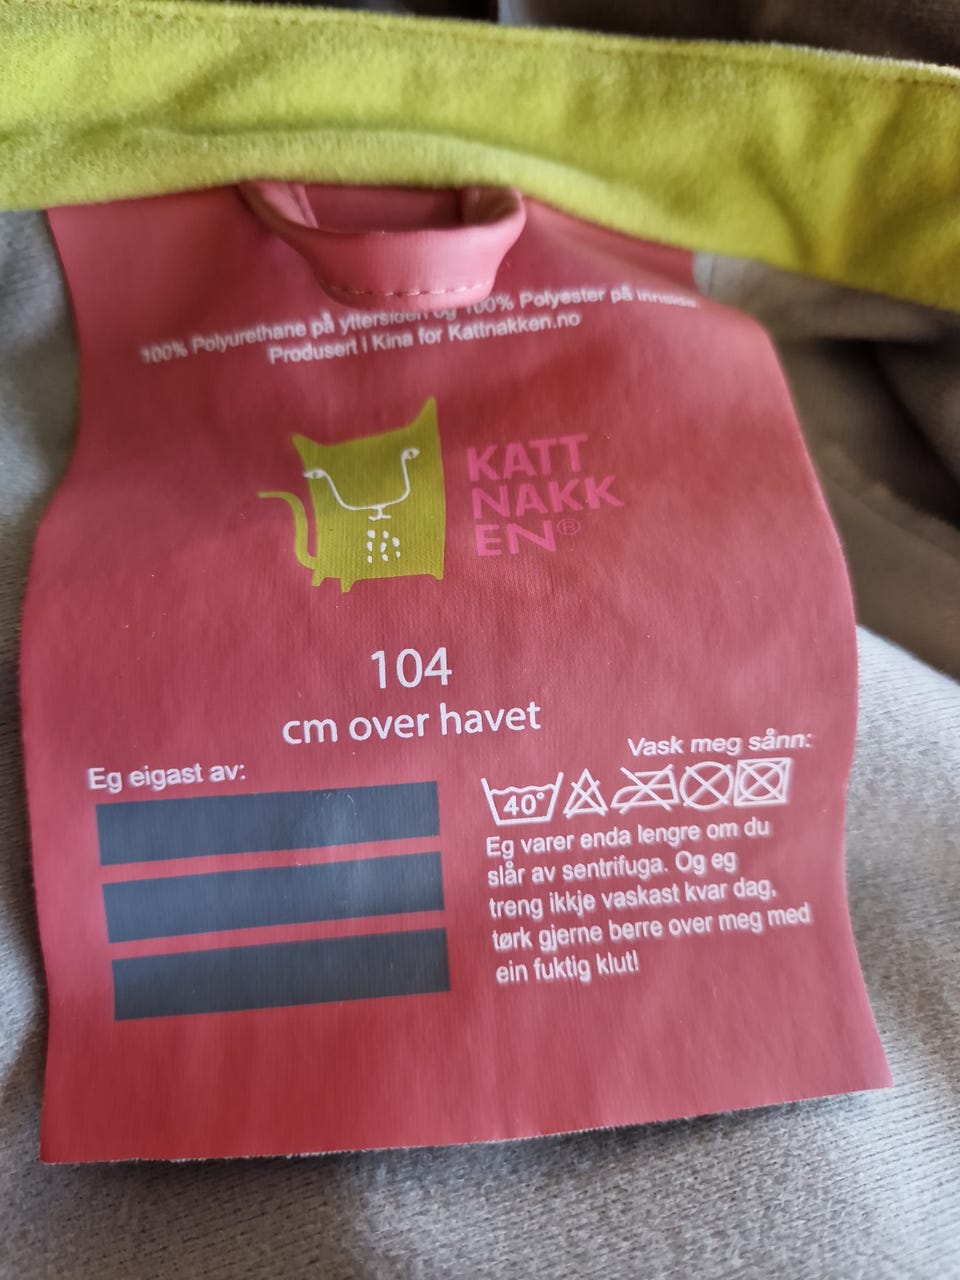 100% Polyurethane på yttersiden og 100% Polyester på innsiden
Produsert i Kina for Kattnakken.no
KATT
NAKK
EN®
104
cm over havet
Eg eigast av:
Vask meg sånn:
40°
Eg varer enda lengre om du
slår av sentrifuga. Og eg
treng ikkje vaskast kvar dag,
tørk gjerne berre over meg med
ein fuktig klut!